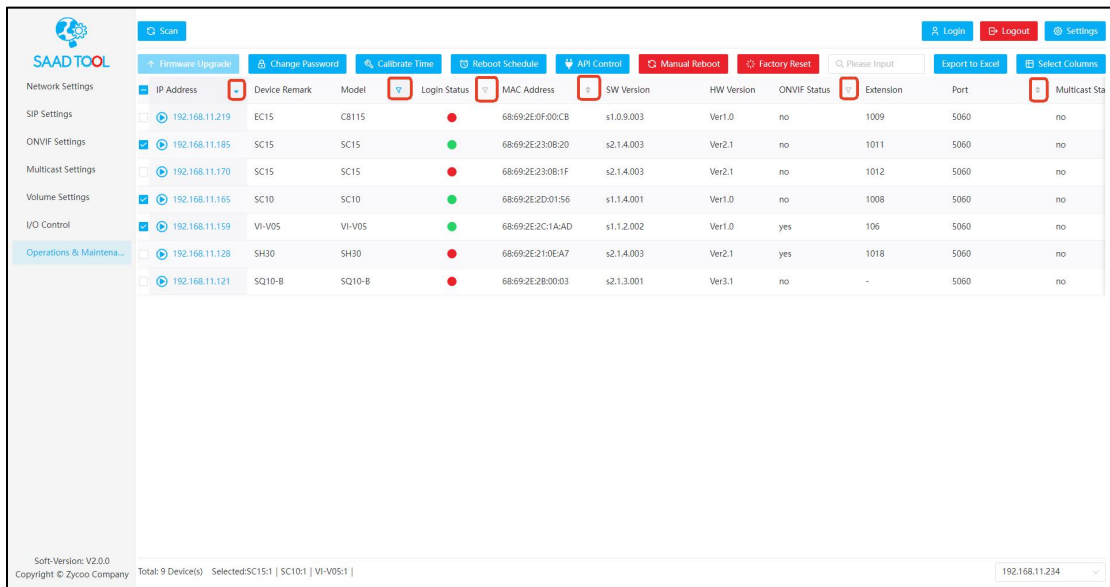 Scan
Login Logout Settings
SAAD TOOL
Firmware Upgrade Change Password Calibrate Time Reboot Schedule API Control Manual Reboot Factory Reset Please Input Export to Excel Select Columns
Network Settings
SIP Settings
ONVIF Settings
Multicast Settings
Volume Settings
I/O Control
Operations & Maintena...
IP Address Device Remark Model Login Status MAC Address SW Version HW Version ONVIF Status Extension Port Multicast Sta
192.168.11.219 EC15 C8115 68:69:2E:0F:00:CB s1.0.9.003 Ver1.0 no 1009 5060 no
192.168.11.185 SC15 SC15 68:69:2E:23:0B:20 s2.1.4.003 Ver2.1 no 1011 5060 no
192.168.11.170 SC15 SC15 68:69:2E:23:0B:1F s2.1.4.003 Ver2.1 no 1012 5060 no
192.168.11.165 SC10 SC10 68:69:2E:2D:01:56 s1.1.4.001 Ver1.0 no 1008 5060 no
192.168.11.159 VI-V05 VI-V05 68:69:2E:2C:1A:AD s1.1.2.002 Ver1.0 yes 106 5060 no
192.168.11.128 SH30 SH30 68:69:2E:21:0E:A7 s2.1.4.003 Ver2.1 yes 1018 5060 no
192.168.11.121 SQ10-B SQ10-B 68:69:2E:2B:00:03 s2.1.3.001 Ver3.1 no - 5060 no
Soft-Version: V2.0.0
Copyright © Zycoo Company
Total: 9 Device(s) Selected:SC15:1 | SC10:1 | VI-V05:1 |
192.168.11.234